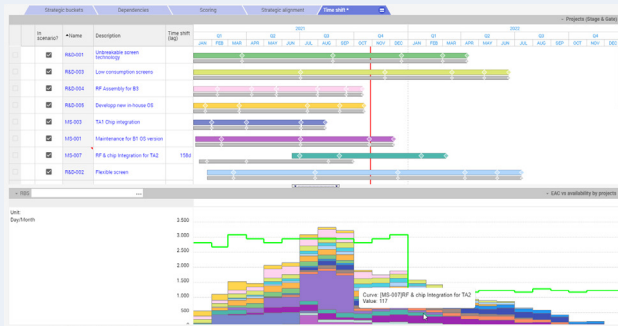 Strategic buckets Dependencies Scoring Strategic alignment Time shift *
Projects (Stage & Gate)
In scenario? Name Description Time shift (lag)
2021 2022
Q1 Q2 Q3 Q4 Q1 Q2 Q3 Q4
JAN FEB MAR APR MAY JUN JUL AUG SEP OCT NOV DEC JAN FEB MAR APR MAY JUN JUL AUG SEP OCT NOV DEC
R&D-001 Unbreakable screen technology
R&D-003 Low consumption screens
R&D-004 RF Assembly for B3
R&D-005 Developp new in-house OS
MS-003 TA1 Chip integration
MS-001 Maintenance for B1 OS version
MS-007 RF & chip Integration for TA2 158d
R&D-002 Flexible screen
RBS ... EAC vs availability by projects
Unit:
Day/Month
3 500
3 000
2 500
2 000
1 500
1 000
500
0
Curve: [MS-007]RF & chip Integration for TA2
Value: 117